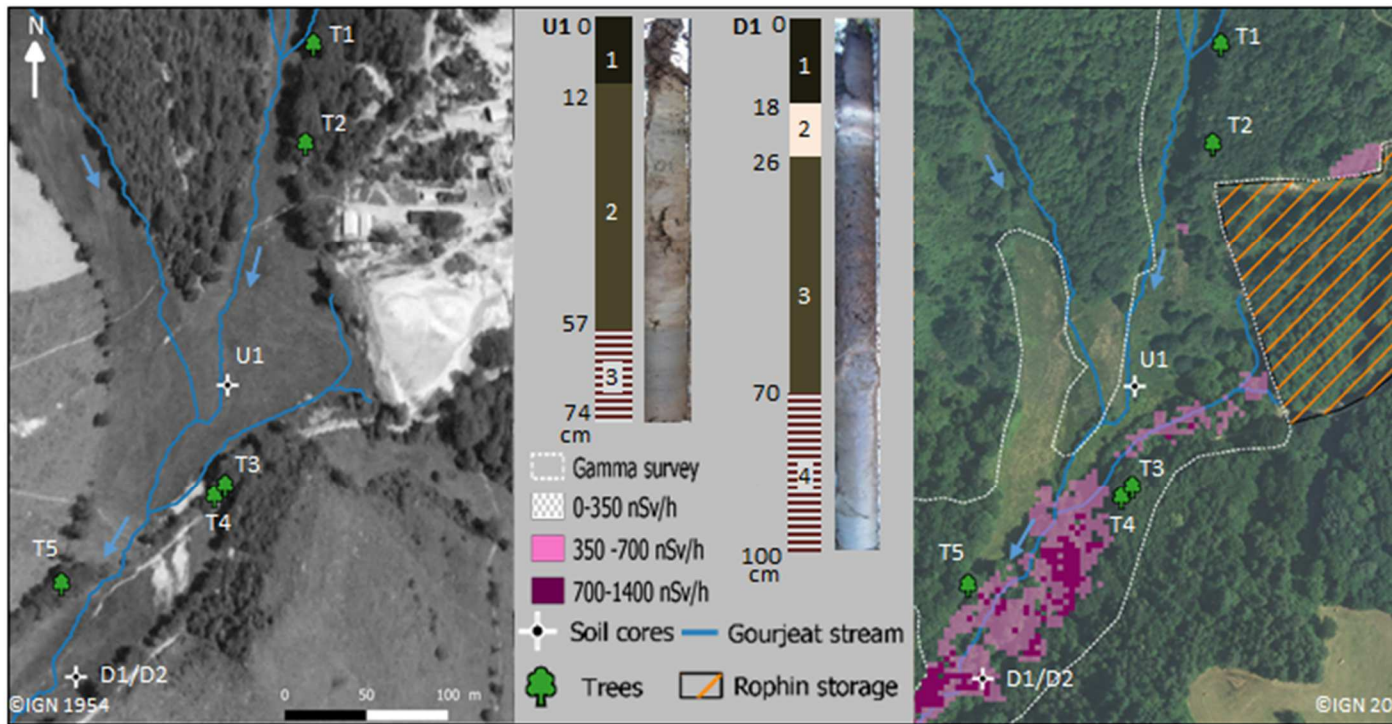 N
T1
T2
U1
T3
T4
T5
D1/D2
©IGN 1954
0 50 100 m
U1 0
1
12
2
57
3
74
cm
D1 0
1
18
2
26
3
70
4
100
cm
Gamma survey
0-350 nSv/h
350 -700 nSv/h
700-1400 nSv/h
Soil cores
Gourjeat stream
Trees
Rophin storage
T1
T2
U1
T3
T4
T5
D1/D2
©IGN 20